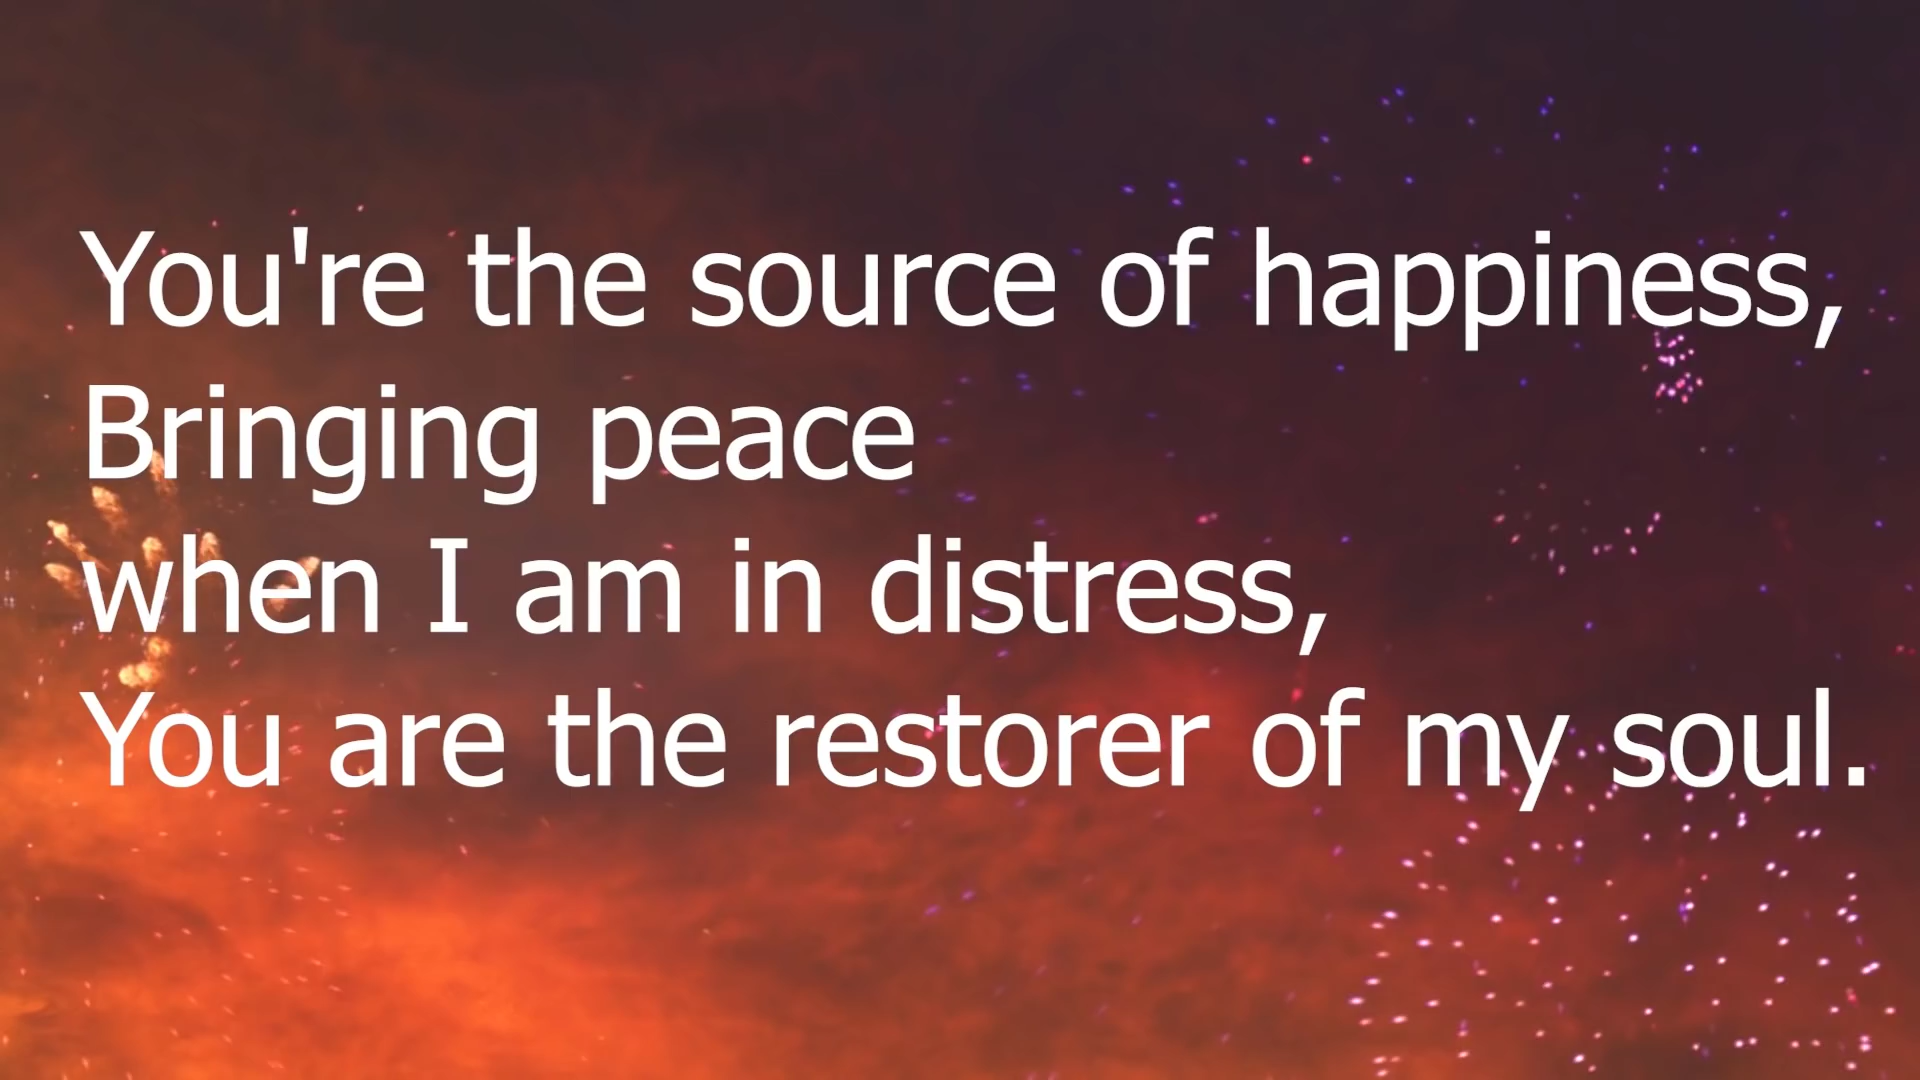 You're the source of happiness,
Bringing peace
when I am in distress,
You are the restorer of my soul.